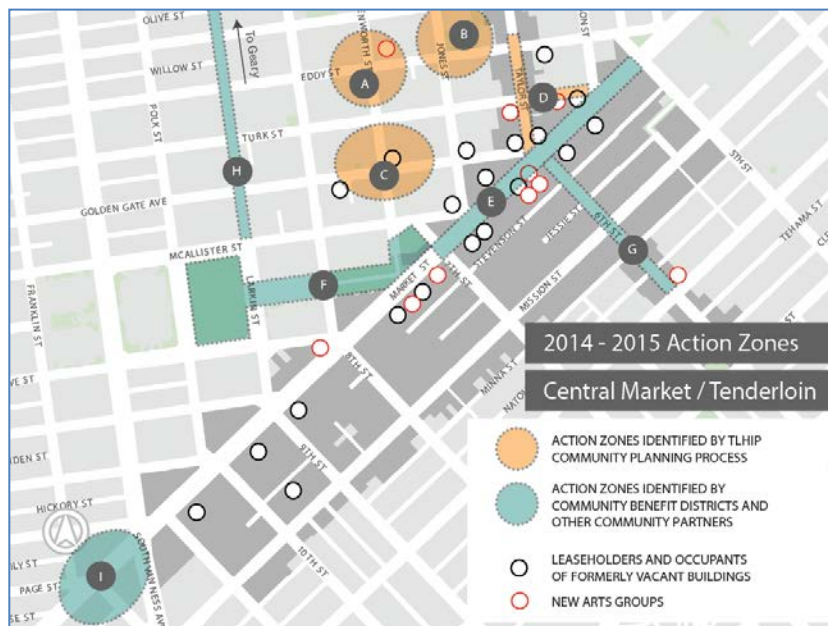 OLIVE ST
WILLOW ST
To Geary
EDDY ST
JONES ST
TAYLOR ST
B
A
D
POLK ST
TURK ST
C
H
GOLDEN GATE AVE
E
5TH ST
6TH ST
JESSIE ST
STEVENSON ST
TEHAMA ST
G
MCALLISTER ST
MISSION ST
7TH ST
MARKET ST
F
LARKIN ST
FRANKLIN ST
MINNA ST
8TH ST
9TH ST
10TH ST
HICKORY ST
PAGE ST
SOUTH VAN NESS AVE
I
2014 - 2015 Action Zones
Central Market / Tenderloin
ACTION ZONES IDENTIFIED BY TLHIP
COMMUNITY PLANNING PROCESS
ACTION ZONES IDENTIFIED BY
COMMUNITY BENEFIT DISTRICTS AND
OTHER COMMUNITY PARTNERS
LEASEHOLDERS AND OCCUPANTS
OF FORMERLY VACANT BUILDINGS
NEW ARTS GROUPS